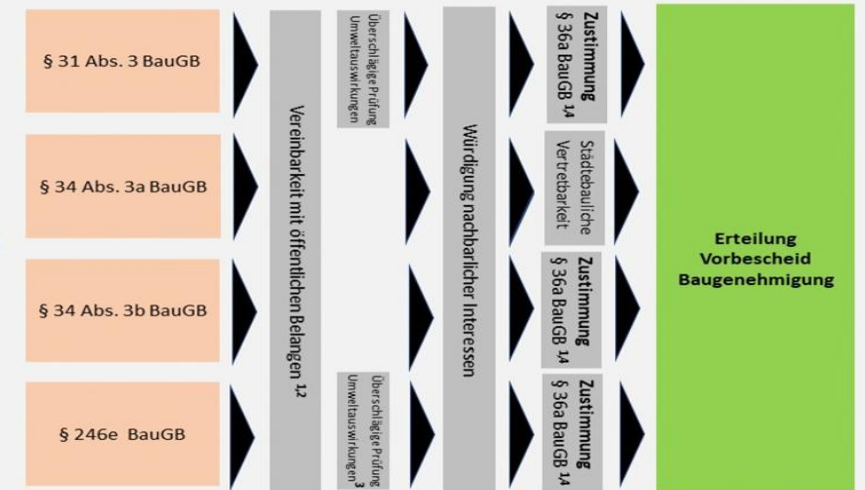 § 31 Abs. 3 BauGB
§ 34 Abs. 3a BauGB
§ 34 Abs. 3b BauGB
§ 246e BauGB
Vereinbarkeit mit öffentlichen Belangen 1,2
Überschlägige Prüfung
Umweltauswirkungen
Überschlägige Prüfung
Umweltauswirkungen 3
Würdigung nachbarlicher Interessen
Zustimmung
§ 36a BauGB 1,4
Städtebauliche
Vertretbarkeit
Zustimmung
§ 36a BauGB 1,4
Zustimmung
§ 36a BauGB 1,4
Erteilung
Vorbescheid
Baugenehmigung